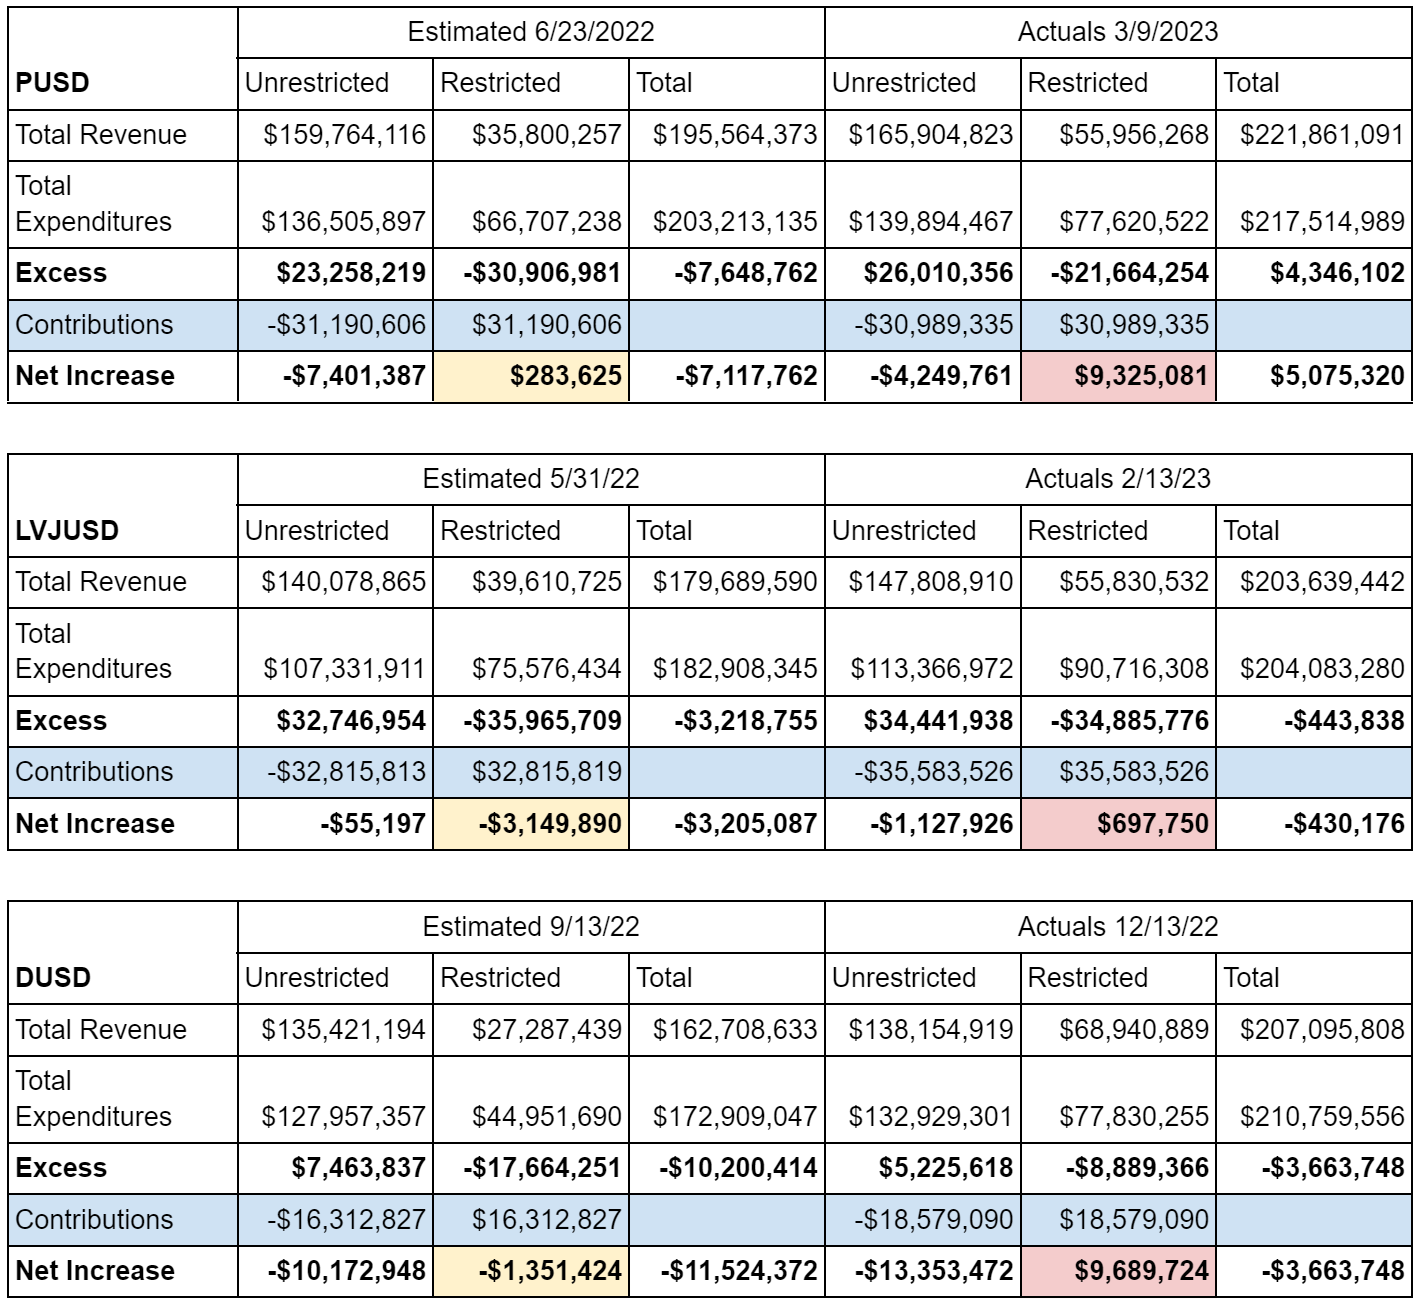 Estimated 6/23/2022 Actuals 3/9/2023
PUSD Unrestricted Restricted Total Unrestricted Restricted Total
Total Revenue $159,764,116 $35,800,257 $195,564,373 $165,904,823 $55,956,268 $221,861,091
Total
Expenditures $136,505,897 $66,707,238 $203,213,135 $139,894,467 $77,620,522 $217,514,989
Excess $23,258,219 -$30,906,981 -$7,648,762 $26,010,356 -$21,664,254 $4,346,102
Contributions -$31,190,606 $31,190,606 -$30,989,335 $30,989,335
Net Increase -$7,401,387 $283,625 -$7,117,762 -$4,249,761 $9,325,081 $5,075,320
Estimated 5/31/22 Actuals 2/13/23
LVJUSD Unrestricted Restricted Total Unrestricted Restricted Total
Total Revenue $140,078,865 $39,610,725 $179,689,590 $147,808,910 $55,830,532 $203,639,442
Total
Expenditures $107,331,911 $75,576,434 $182,908,345 $113,366,972 $90,716,308 $204,083,280
Excess $32,746,954 -$35,965,709 -$3,218,755 $34,441,938 -$34,885,776 -$443,838
Contributions -$32,815,813 $32,815,819 -$35,583,526 $35,583,526
Net Increase -$55,197 -$3,149,890 -$3,205,087 -$1,127,926 $697,750 -$430,176
Estimated 9/13/22 Actuals 12/13/22
DUSD Unrestricted Restricted Total Unrestricted Restricted Total
Total Revenue $135,421,194 $27,287,439 $162,708,633 $138,154,919 $68,940,889 $207,095,808
Total
Expenditures $127,957,357 $44,951,690 $172,909,047 $132,929,301 $77,830,255 $210,759,556
Excess $7,463,837 -$17,664,251 -$10,200,414 $5,225,618 -$8,889,366 -$3,663,748
Contributions -$16,312,827 $16,312,827 -$18,579,090 $18,579,090
Net Increase -$10,172,948 -$1,351,424 -$11,524,372 -$13,353,472 $9,689,724 -$3,663,748